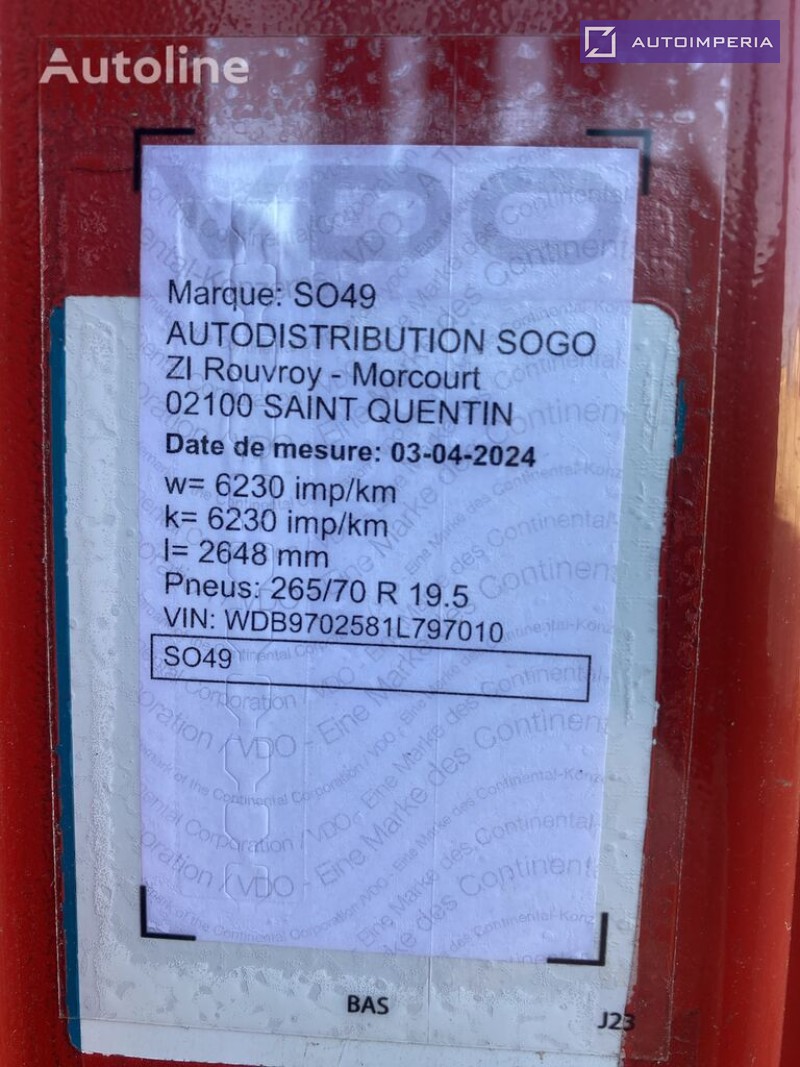 Autoline
AUTOIMPERIA
VDO
Marque: SO49
AUTODISTRIBUTION SOGO
ZI Rouvroy - Morcourt
02100 SAINT QUENTIN
Date de mesure: 03-04-2024
w= 6230 imp/km
k= 6230 imp/km
l= 2648 mm
Pneus: 265/70 R 19.5
VIN: WDB9702581L797010
SO49
BAS
J23